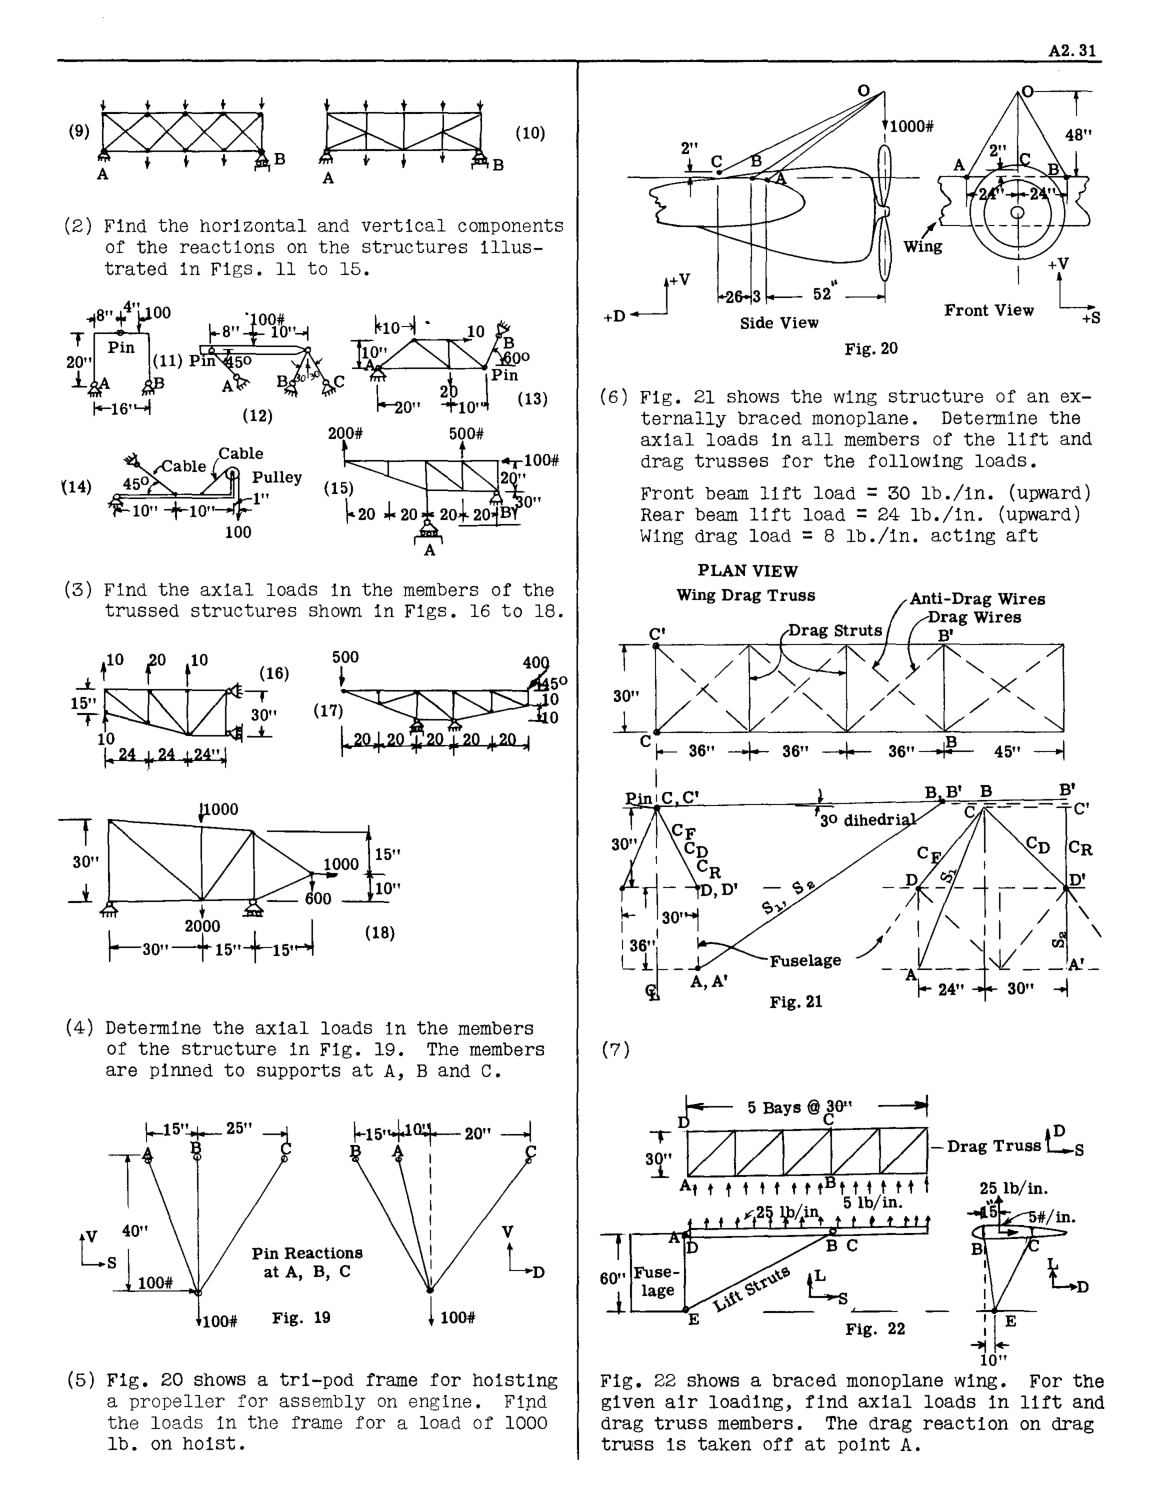 A2.31
(9)
A
B
A
B
(10)
(2) Find the horizontal and vertical components
of the reactions on the structures illus-
trated in Figs. 11 to 15.
8" 4" 100
Pin
20"
A B
16"
(11)
100#
8" 10"
Pin 45°
A B 30 30 C
(12)
10
10
10"
A
B
60°
Pin
20
20" 10"
(13)
(14)
Cable
Cable
45°
Pulley
10" 10" 1"
100
200# 500#
100#
20"
30"
(15)
20 20 20 20 B
A
(3) Find the axial loads in the members of the
trussed structures shown in Figs. 16 to 18.
10 20 10
(16)
15"
30"
10
24 24 24"
500
400
45°
10
10
(17)
20 20 20 20 20
1000
30"
15"
1000
10"
600
2000
30" 15" 15"
(18)
(4) Determine the axial loads in the members
of the structure in Fig. 19. The members
are pinned to supports at A, B and C.
15" 25"
A B C
40"
V
S
100#
100#
Pin Reactions
at A, B, C
Fig. 19
15" 10" 20"
B A C
V
D
100#
(5) Fig. 20 shows a tri-pod frame for hoisting
a propeller for assembly on engine. Find
the loads in the frame for a load of 1000
lb. on hoist.
O
1000#
2"
C B A
26 3 52"
+V
+D
Side View
O
48"
2"
A C B
24" 24"
Wing
+V
+S
Front View
Fig. 20
(6) Fig. 21 shows the wing structure of an ex-
ternally braced monoplane. Determine the
axial loads in all members of the lift and
drag trusses for the following loads.
Front beam lift load = 30 lb./in. (upward)
Rear beam lift load = 24 lb./in. (upward)
Wing drag load = 8 lb./in. acting aft
PLAN VIEW
Wing Drag Truss
Anti-Drag Wires
Drag Wires
Drag Struts
C' B'
30"
C B
36" 36" 36" 45"
Pin C, C'
B, B' B B'
C C'
3° dihedrial
30"
CF
CD
CR
D, D'
S1, S2
30"
36"
Fuselage
A, A'
℄
CF S1 CD CR
D D'
S2
A A'
24" 30"
Fig. 21
(7)
5 Bays @ 30"
D C
30"
Drag Truss
D
S
A B
5 lb/in.
25 lb/in
A
D B C
60"
Fuse-
lage
Lift Struts
L
S
E
25 lb/in.
15"
5#/in.
B C
L
D
E
10"
Fig. 22
Fig. 22 shows a braced monoplane wing. For the
given air loading, find axial loads in lift and
drag truss members. The drag reaction on drag
truss is taken off at point A.